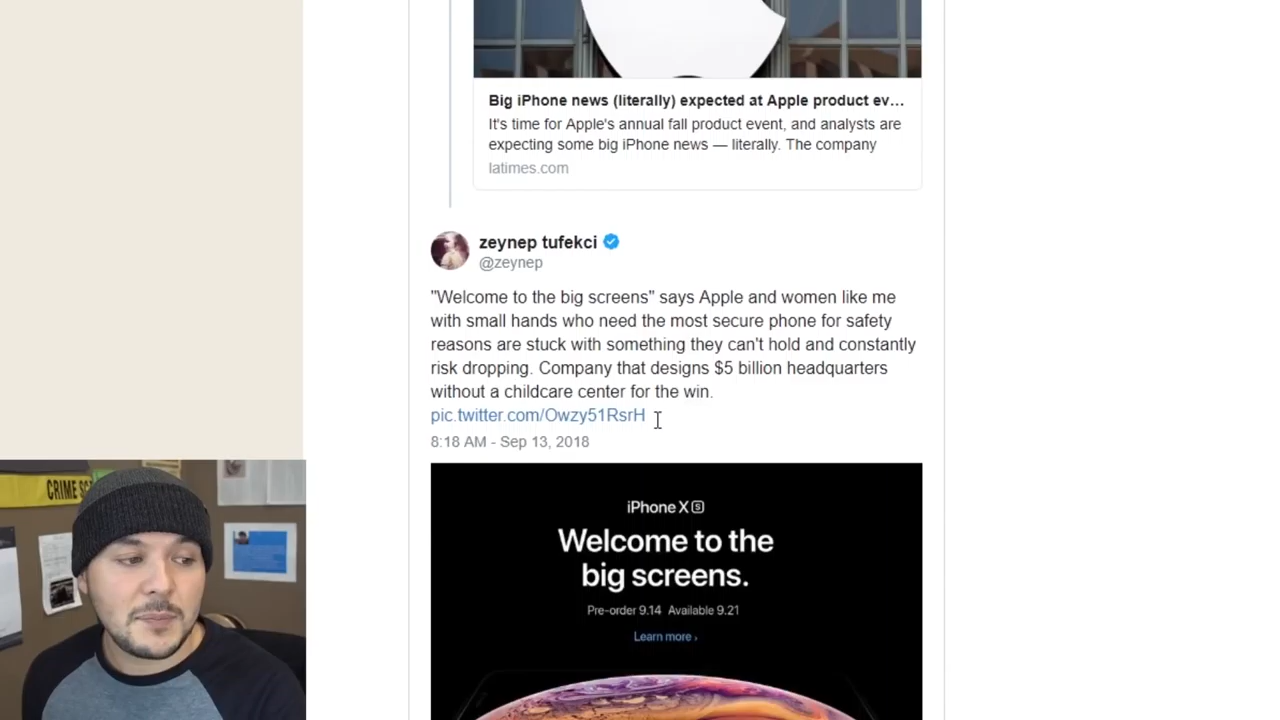 Big iPhone news (literally) expected at Apple product ev...
It's time for Apple's annual fall product event, and analysts are
expecting some big iPhone news — literally. The company
latimes.com
zeynep tufekci
@zeynep
"Welcome to the big screens" says Apple and women like me
with small hands who need the most secure phone for safety
reasons are stuck with something they can't hold and constantly
risk dropping. Company that designs $5 billion headquarters
without a childcare center for the win.
pic.twitter.com/Owzy51RsrH
8:18 AM - Sep 13, 2018
iPhone XS
Welcome to the
big screens.
Pre-order 9.14 Available 9.21
Learn more ›
CRIME SC